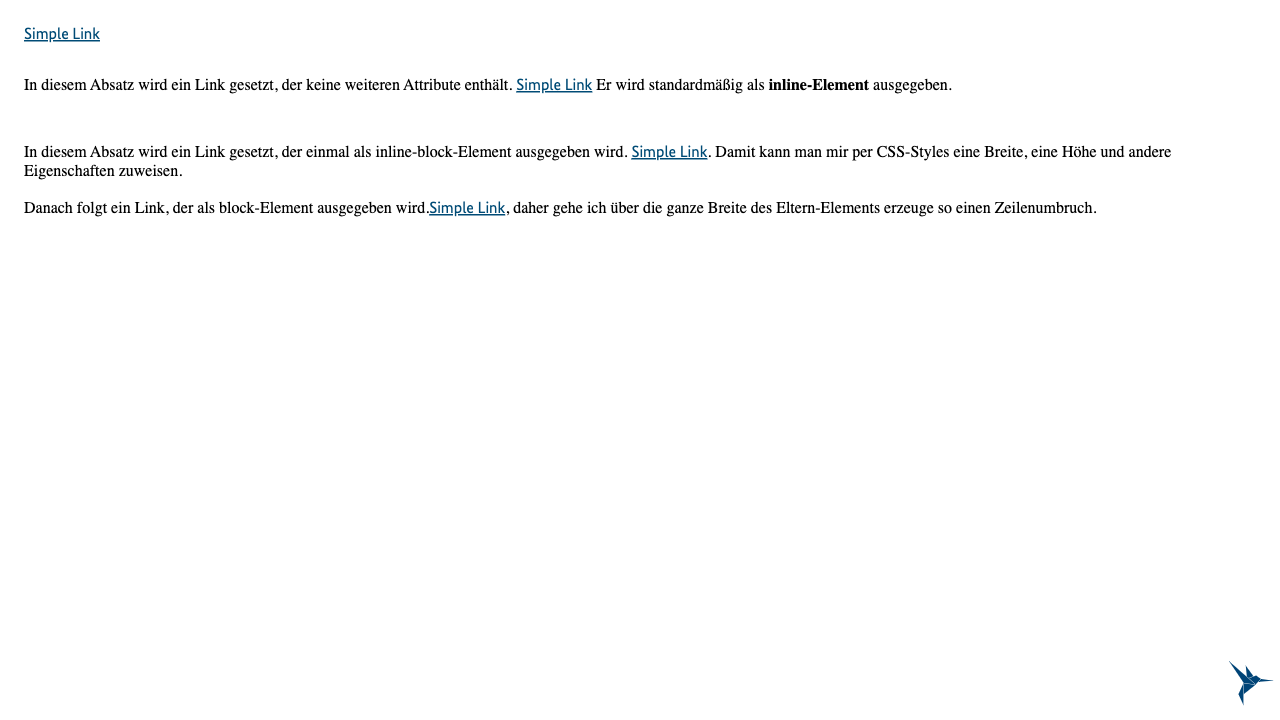 Simple Link
In diesem Absatz wird ein Link gesetzt, der keine weiteren Attribute enthält. Simple Link Er wird standardmäßig als inline-Element ausgegeben.
In diesem Absatz wird ein Link gesetzt, der einmal als inline-block-Element ausgegeben wird. Simple Link. Damit kann man mir per CSS-Styles eine Breite, eine Höhe und andere
Eigenschaften zuweisen.
Danach folgt ein Link, der als block-Element ausgegeben wird.Simple Link, daher gehe ich über die ganze Breite des Eltern-Elements erzeuge so einen Zeilenumbruch.